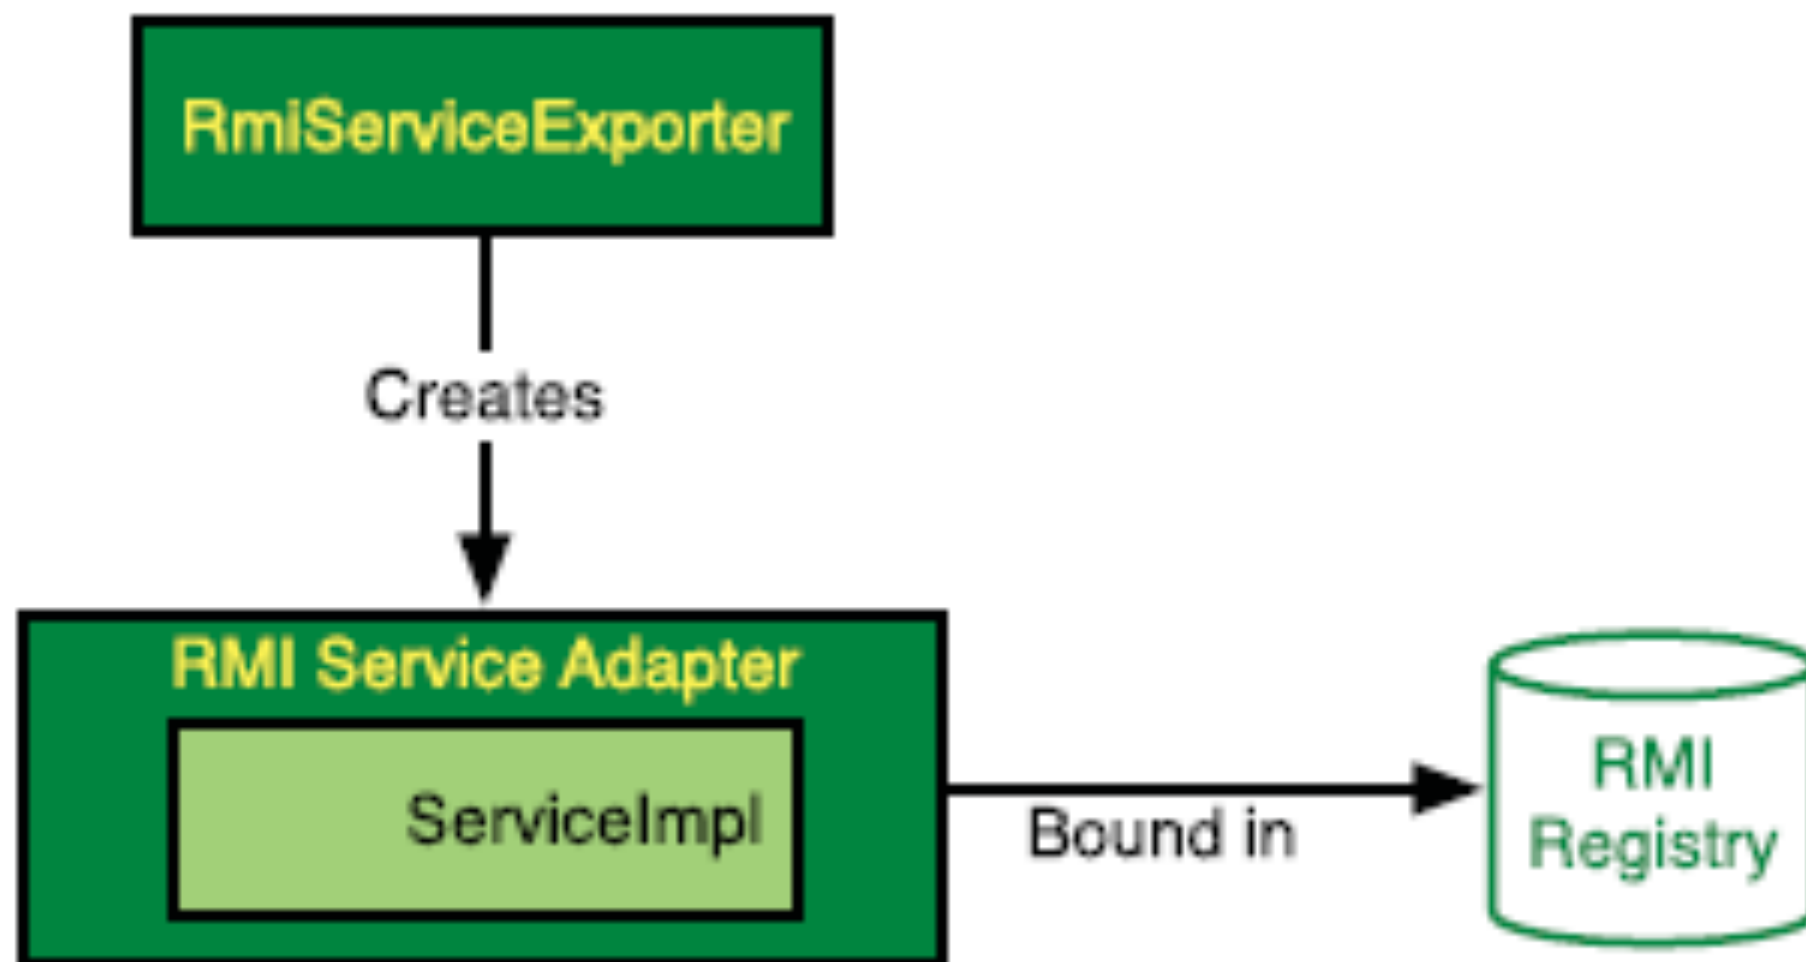 RmiServiceExporter
Creates
RMI Service Adapter
ServiceImpl
Bound in
RMI
Registry